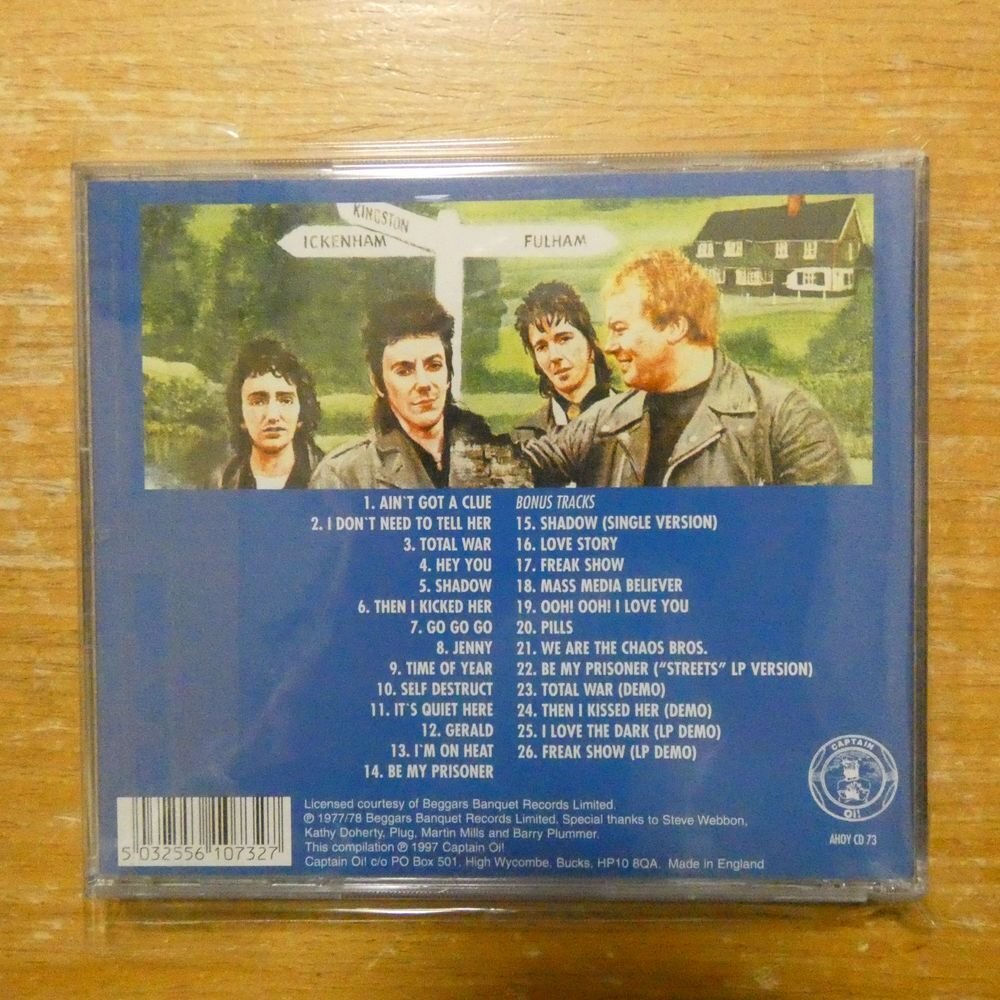 KINGSTON
ICKENHAM
FULHAM
1. AIN`T GOT A CLUE
2. I DON`T NEED TO TELL HER
3. TOTAL WAR
4. HEY YOU
5. SHADOW
6. THEN I KICKED HER
7. GO GO GO
8. JENNY
9. TIME OF YEAR
10. SELF DESTRUCT
11. IT`S QUIET HERE
12. GERALD
13. I`M ON HEAT
14. BE MY PRISONER
BONUS TRACKS
15. SHADOW (SINGLE VERSION)
16. LOVE STORY
17. FREAK SHOW
18. MASS MEDIA BELIEVER
19. OOH! OOH! I LOVE YOU
20. PILLS
21. WE ARE THE CHAOS BROS.
22. BE MY PRISONER (“STREETS” LP VERSION)
23. TOTAL WAR (DEMO)
24. THEN I KISSED HER (DEMO)
25. I LOVE THE DARK (LP DEMO)
26. FREAK SHOW (LP DEMO)
CAPTAIN
OI!
AHOY CD 73
5 032556 107327
Licensed courtesy of Beggars Banquet Records Limited.
℗ 1977/78 Beggars Banquet Records Limited. Special thanks to Steve Webbon,
Kathy Doherty, Plug, Martin Mills and Barry Plummer.
This compilation ℗ 1997 Captain Oi!
Captain Oi! c/o PO Box 501, High Wycombe, Bucks, HP10 8QA. Made in England